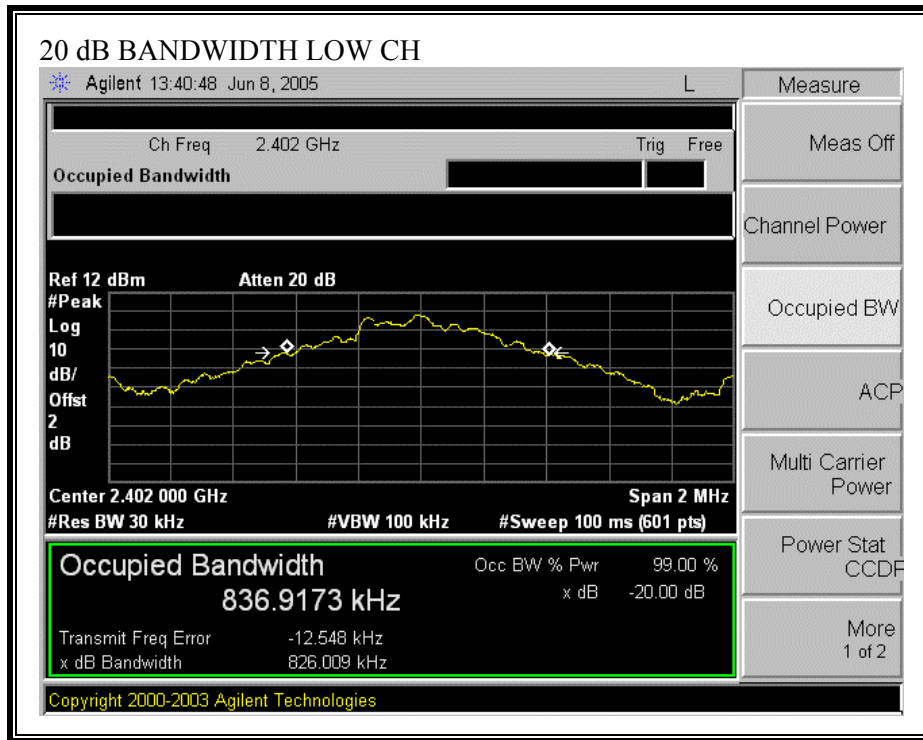 20 dB BANDWIDTH LOW CH
Agilent 13:40:48 Jun 8, 2005 L
Measure
Ch Freq 2.402 GHz Trig Free
Occupied Bandwidth
Meas Off
Channel Power
Ref 12 dBm Atten 20 dB
#Peak
Log
10
dB/
Offst
2
dB
Occupied BW
ACP
Multi Carrier
Power
Center 2.402 000 GHz Span 2 MHz
#Res BW 30 kHz #VBW 100 kHz #Sweep 100 ms (601 pts)
Occupied Bandwidth Occ BW % Pwr 99.00 %
836.9173 kHz x dB -20.00 dB
Transmit Freq Error -12.548 kHz
x dB Bandwidth 826.009 kHz
Power Stat
CCDF
More
1 of 2
Copyright 2000-2003 Agilent Technologies